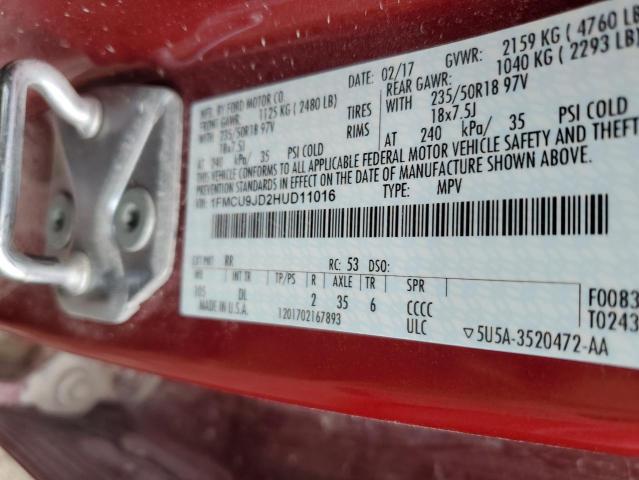 MFD. BY FORD MOTOR CO.
DATE: 02/17 GVWR: 2159 KG ( 4760 LB
FRONT GAWR: 1125 KG ( 2480 LB) REAR GAWR: 1040 KG ( 2293 LB)
WITH 235/50R18 97V TIRES WITH 235/50R18 97V
18x7.5J RIMS 18x7.5J
AT 240 kPa/ 35 PSI COLD AT 240 kPa/ 35 PSI COLD
THIS VEHICLE CONFORMS TO ALL APPLICABLE FEDERAL MOTOR VEHICLE SAFETY AND THEFT
STANDARDS IN EFFECT ON THE DATE OF MANUFACTURE SHOWN ABOVE.
VIN: 1FMCU9JD2HUD11016 TYPE: MPV
EXT PNT RR RC: 53 DSO:
WB INT TR TP/PS R AXLE TR SPR
105 DL 2 35 6 CCCC
MADE IN U.S.A. 1201702167893 ULC
F0083
T0243
▽5U5A-3520472-AA